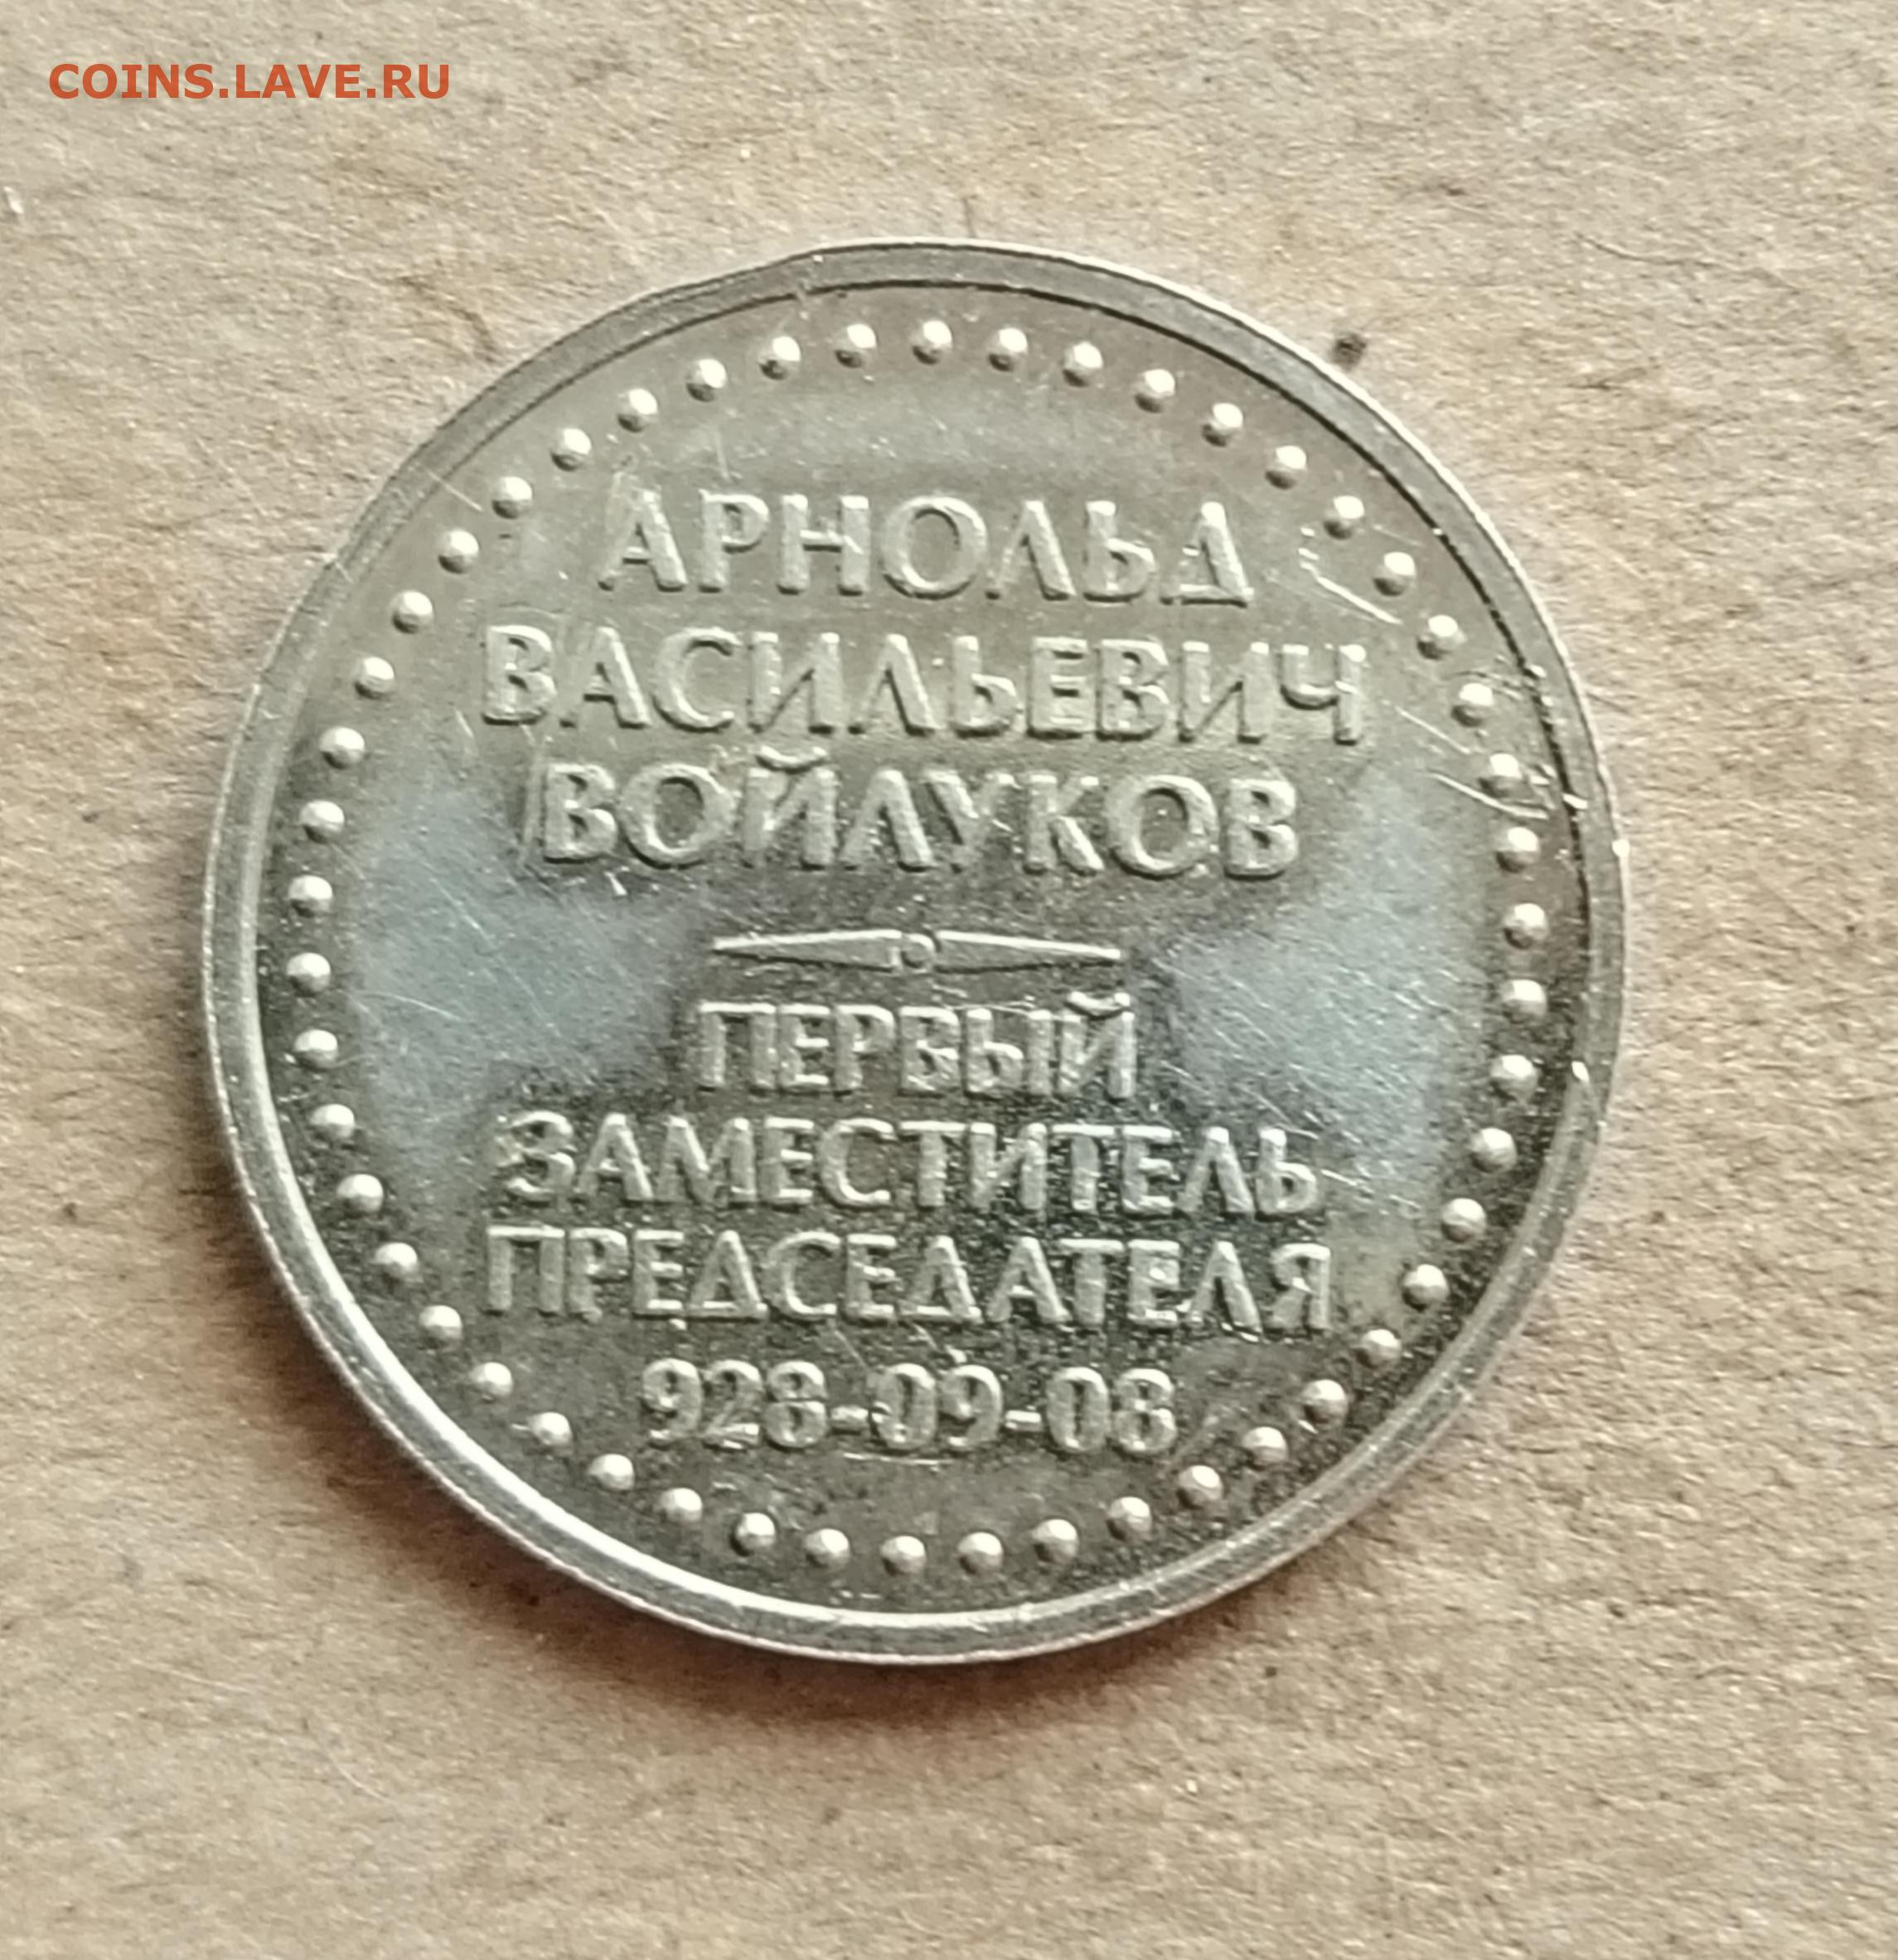 COINS.LAVE.RU
АРНОЛЬД
ВАСИЛЬЕВИЧ
ВОЙЛУКОВ
ПЕРВЫЙ
ЗАМЕСТИТЕЛЬ
ПРЕДСЕДАТЕЛЯ
928-09-08